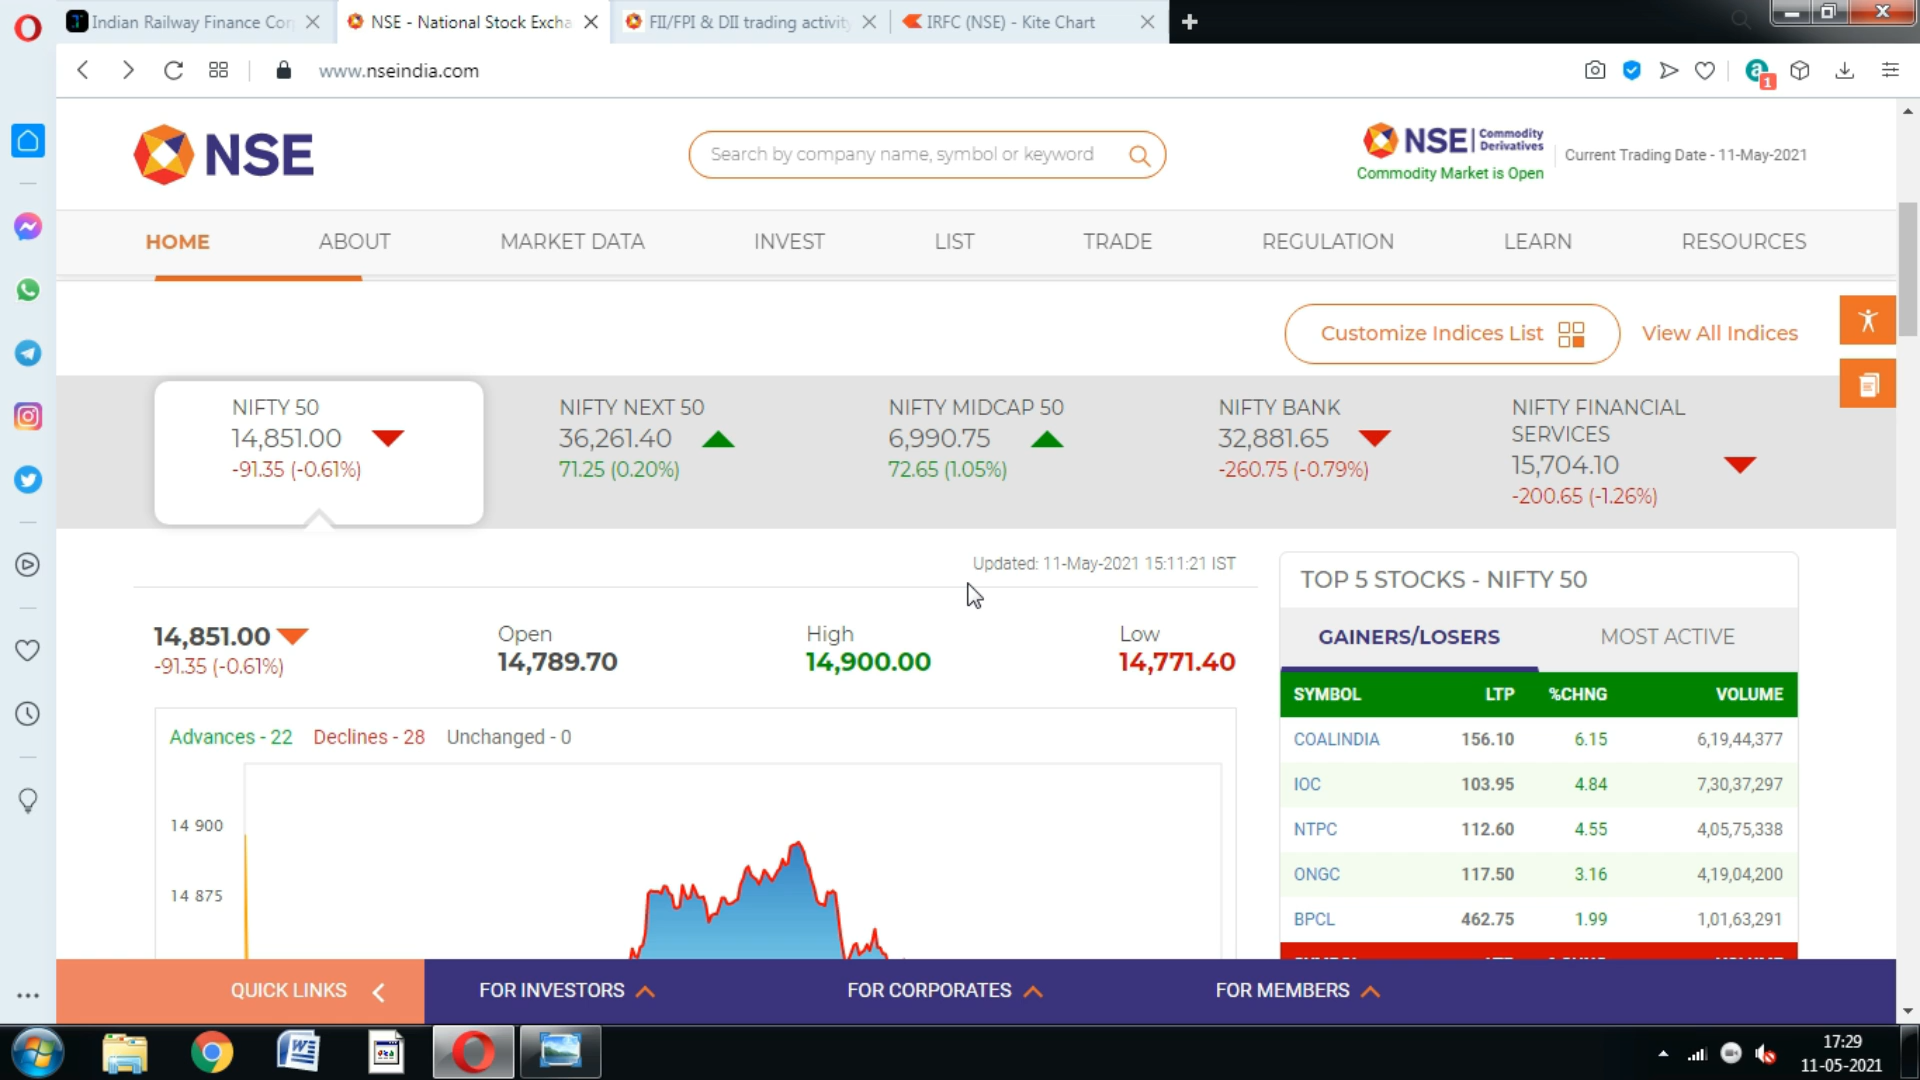 Indian Railway Finance Cor
NSE - National Stock Excha
FII/FPI & DII trading activity
IRFC (NSE) - Kite Chart
www.nseindia.com
a
1
NSE
Search by company name, symbol or keyword
NSE Commodity Derivatives
Commodity Market is Open
Current Trading Date - 11-May-2021
HOME
ABOUT
MARKET DATA
INVEST
LIST
TRADE
REGULATION
LEARN
RESOURCES
Customize Indices List
View All Indices
NIFTY 50
14,851.00
-91.35 (-0.61%)
NIFTY NEXT 50
36,261.40
71.25 (0.20%)
NIFTY MIDCAP 50
6,990.75
72.65 (1.05%)
NIFTY BANK
32,881.65
-260.75 (-0.79%)
NIFTY FINANCIAL
SERVICES
15,704.10
-200.65 (-1.26%)
Updated: 11-May-2021 15:11:21 IST
14,851.00
-91.35 (-0.61%)
Open
14,789.70
High
14,900.00
Low
14,771.40
Advances - 22 Declines - 28 Unchanged - 0
14 900
14 875
TOP 5 STOCKS - NIFTY 50
GAINERS/LOSERS MOST ACTIVE
SYMBOL LTP %CHNG VOLUME
COALINDIA 156.10 6.15 6,19,44,377
IOC 103.95 4.84 7,30,37,297
NTPC 112.60 4.55 4,05,75,338
ONGC 117.50 3.16 4,19,04,200
BPCL 462.75 1.99 1,01,63,291
QUICK LINKS
FOR INVESTORS
FOR CORPORATES
FOR MEMBERS
17:29
11-05-2021